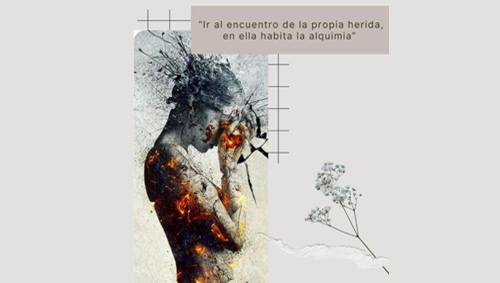 “Ir al encuentro de la propia herida,
en ella habita la alquimia”